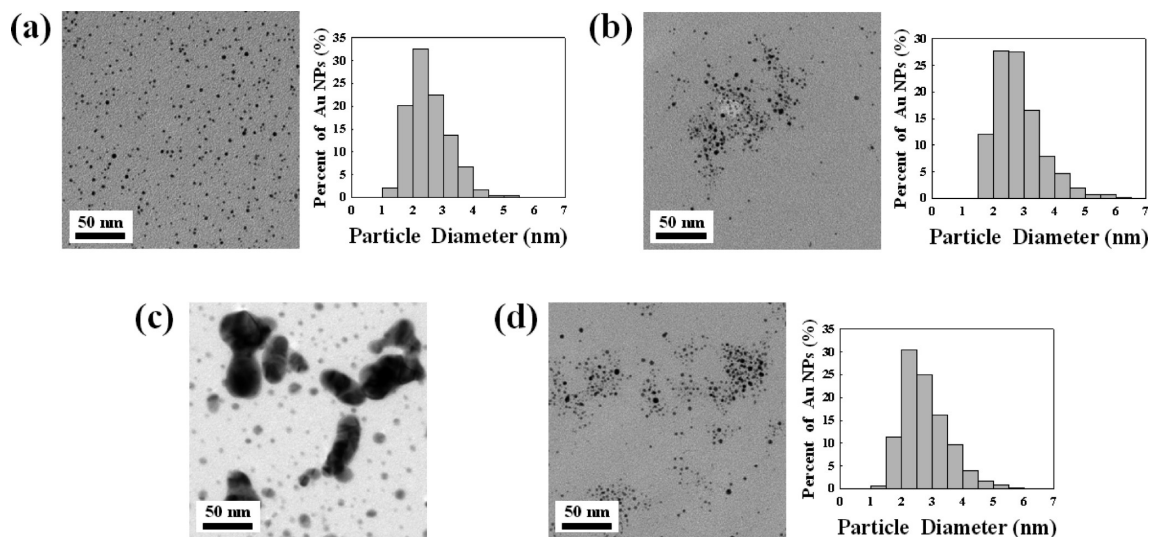 (a)
50 nm
Percent of Au NPs (%)
35
30
25
20
15
10
5
0
0 1 2 3 4 5 6 7
Particle Diameter (nm)
(b)
50 nm
Percent of Au NPs (%)
30
25
20
15
10
5
0
0 1 2 3 4 5 6 7
Particle Diameter (nm)
(c)
50 nm
(d)
50 nm
Percent of Au NPs (%)
35
30
25
20
15
10
5
0
0 1 2 3 4 5 6 7
Particle Diameter (nm)